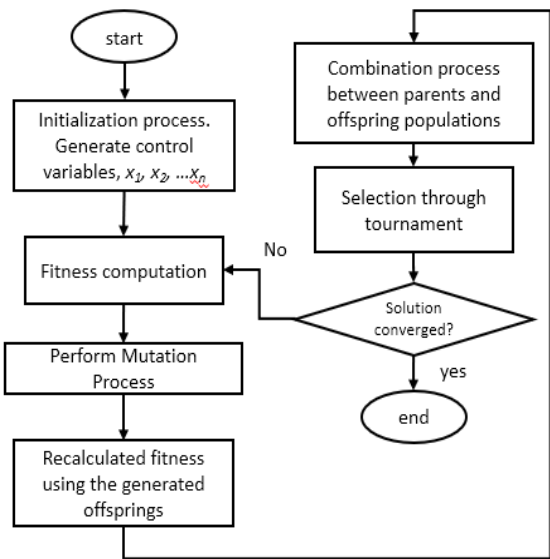 start
Initialization process.
Generate control
variables, x₁, x₂, ...xₙ
Fitness computation
Perform Mutation
Process
Recalculated fitness
using the generated
offsprings
Combination process
between parents and
offspring populations
Selection through
tournament
Solution
converged?
No
yes
end